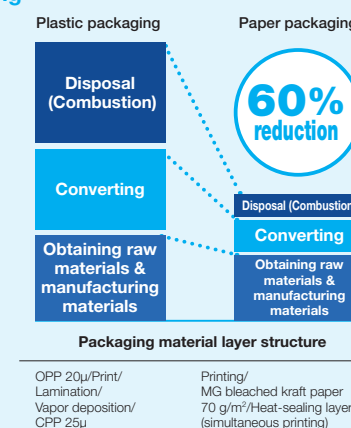 Plastic packaging
Paper packaging
Disposal
(Combustion)
60%
reduction
Converting
Disposal (Combustion
Converting
Obtaining raw
materials &
manufacturing
materials
Obtaining raw
materials &
manufacturing
materials
Packaging material layer structure
OPP 20μ/Print/
Lamination/
Vapor deposition/
CPP 25μ
Printing/
MG bleached kraft paper
70 g/m²/Heat-sealing layer
(simultaneous printing)